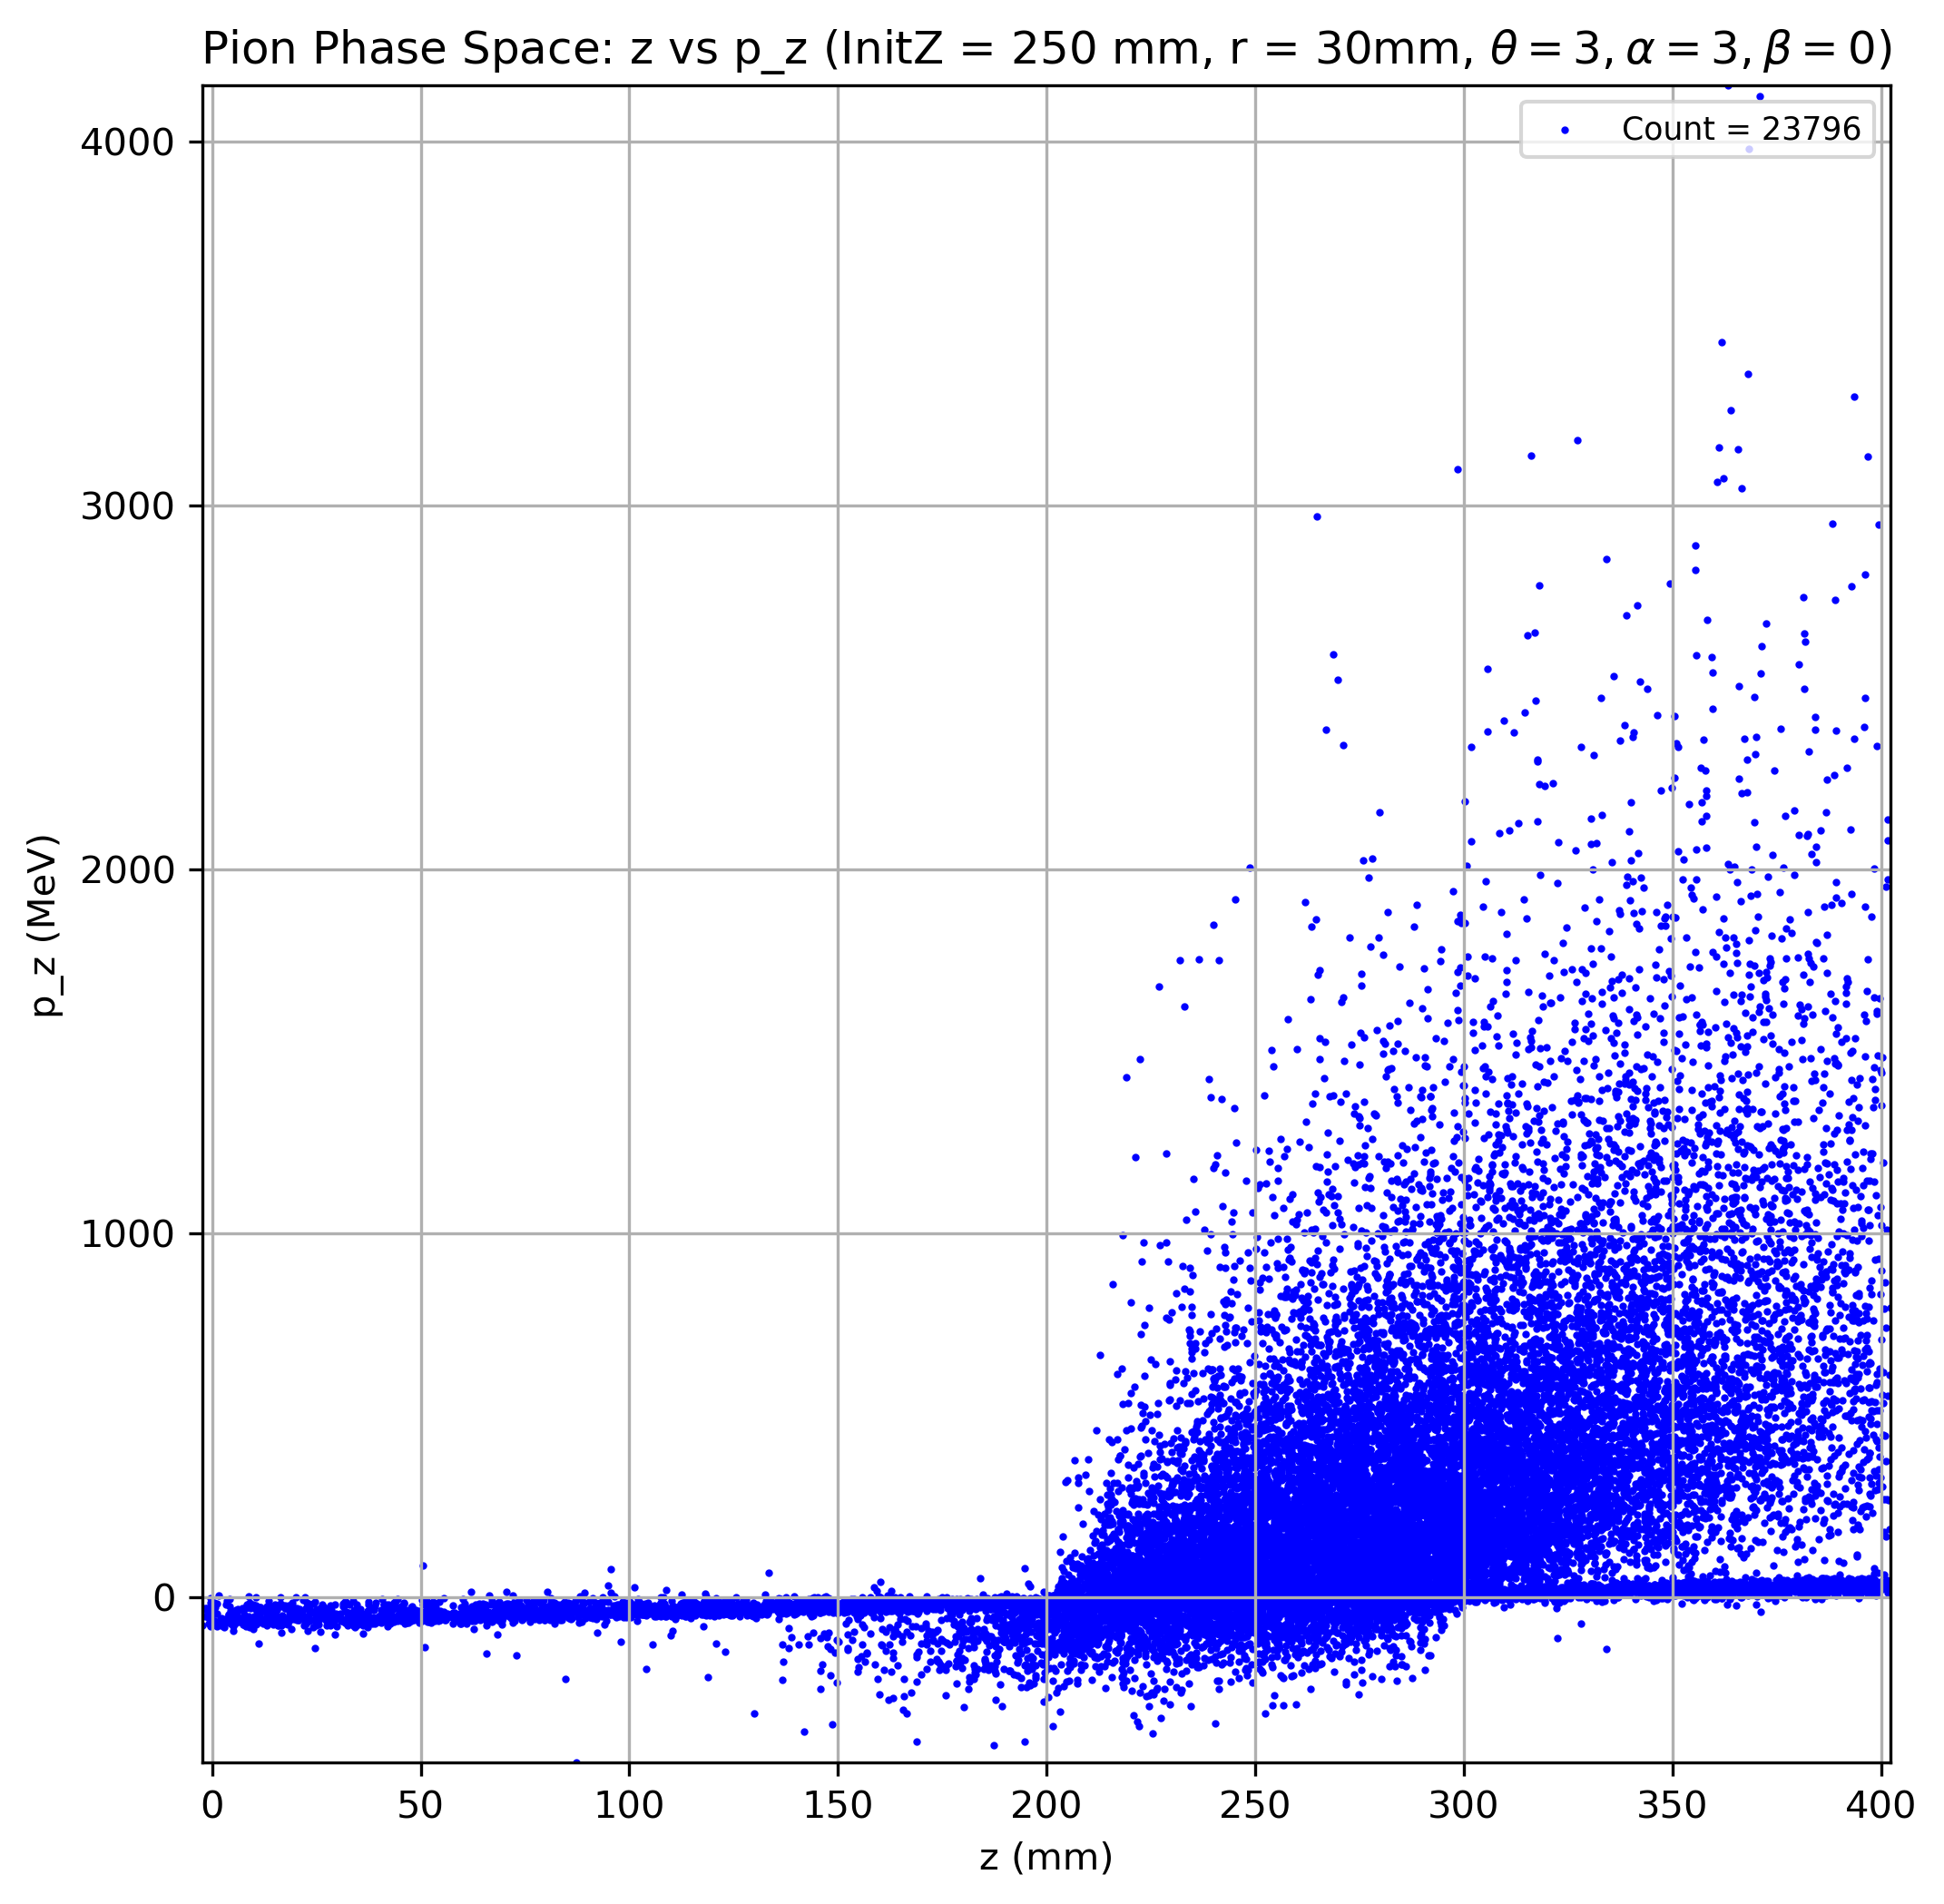 Pion Phase Space: z vs p_z (InitZ = 250 mm, r = 30mm, θ = 3, α = 3, β = 0)
Count = 23796
4000
3000
2000
1000
0
p_z (MeV)
0 50 100 150 200 250 300 350 400
z (mm)